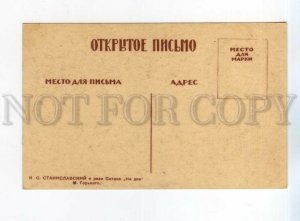 ОТКРЫТОЕ ПИСЬМО
МЕСТО
ДЛЯ
МАРКИ
МЕСТО ДЛЯ ПИСЬМА
АДРЕС
NOT FOR COPY
К. С. СТАНИСЛАВСКИЙ в роли Сатина „На дне"
М. Горького.